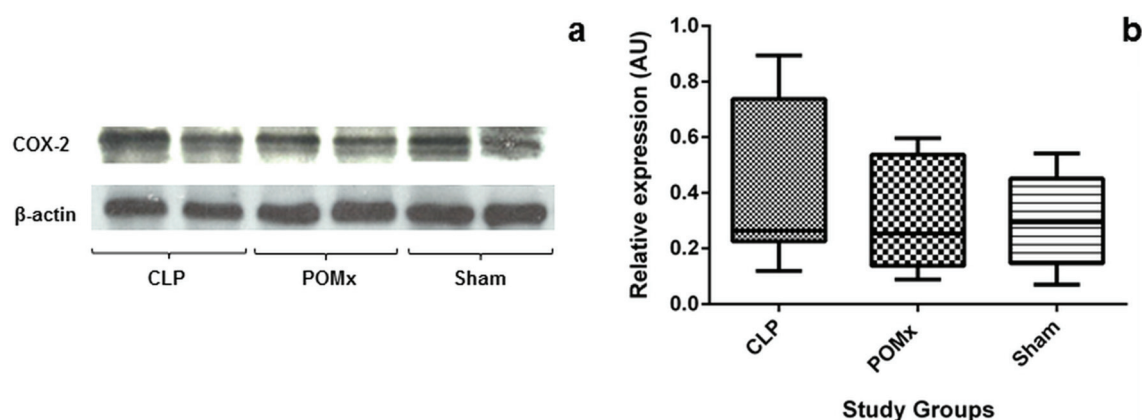 a
COX-2
β-actin
CLP POMx Sham
b
Relative expression (AU)
1.0
0.8
0.6
0.4
0.2
0.0
CLP
POMx
Sham
Study Groups